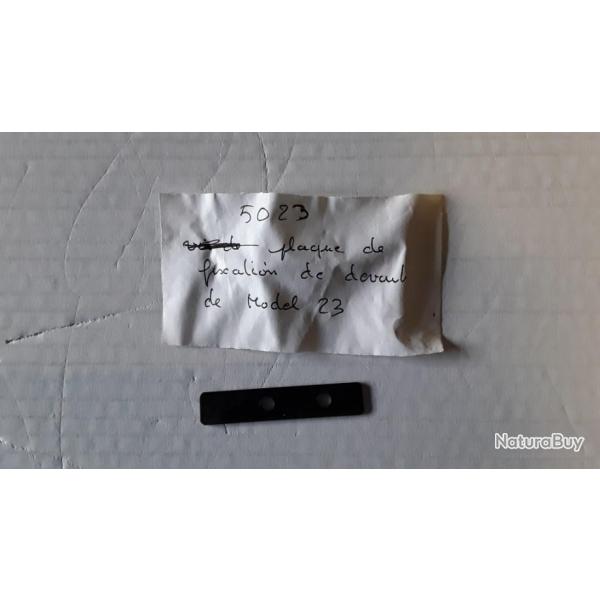 5023
plaque de
fixation de devant
de Model 23
NaturaBuy